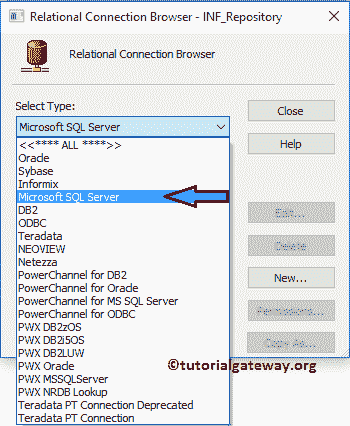 Relational Connection Browser - INF_Repository
Relational Connection Browser
Select Type:
Microsoft SQL Server
<<**** ALL ****>>
Oracle
Sybase
Informix
Microsoft SQL Server
DB2
ODBC
Teradata
NEOVIEW
Netezza
PowerChannel for DB2
PowerChannel for Oracle
PowerChannel for MS SQL Server
PowerChannel for ODBC
PWX DB2zOS
PWX DB2i5OS
PWX DB2LUW
PWX Oracle
PWX MSSQLServer
PWX NRDB Lookup
Teradata PT Connection Deprecated
Teradata PT Connection
Close
Help
Edit...
Delete
New...
Permissions...
Copy As...
©tutorialgateway.org